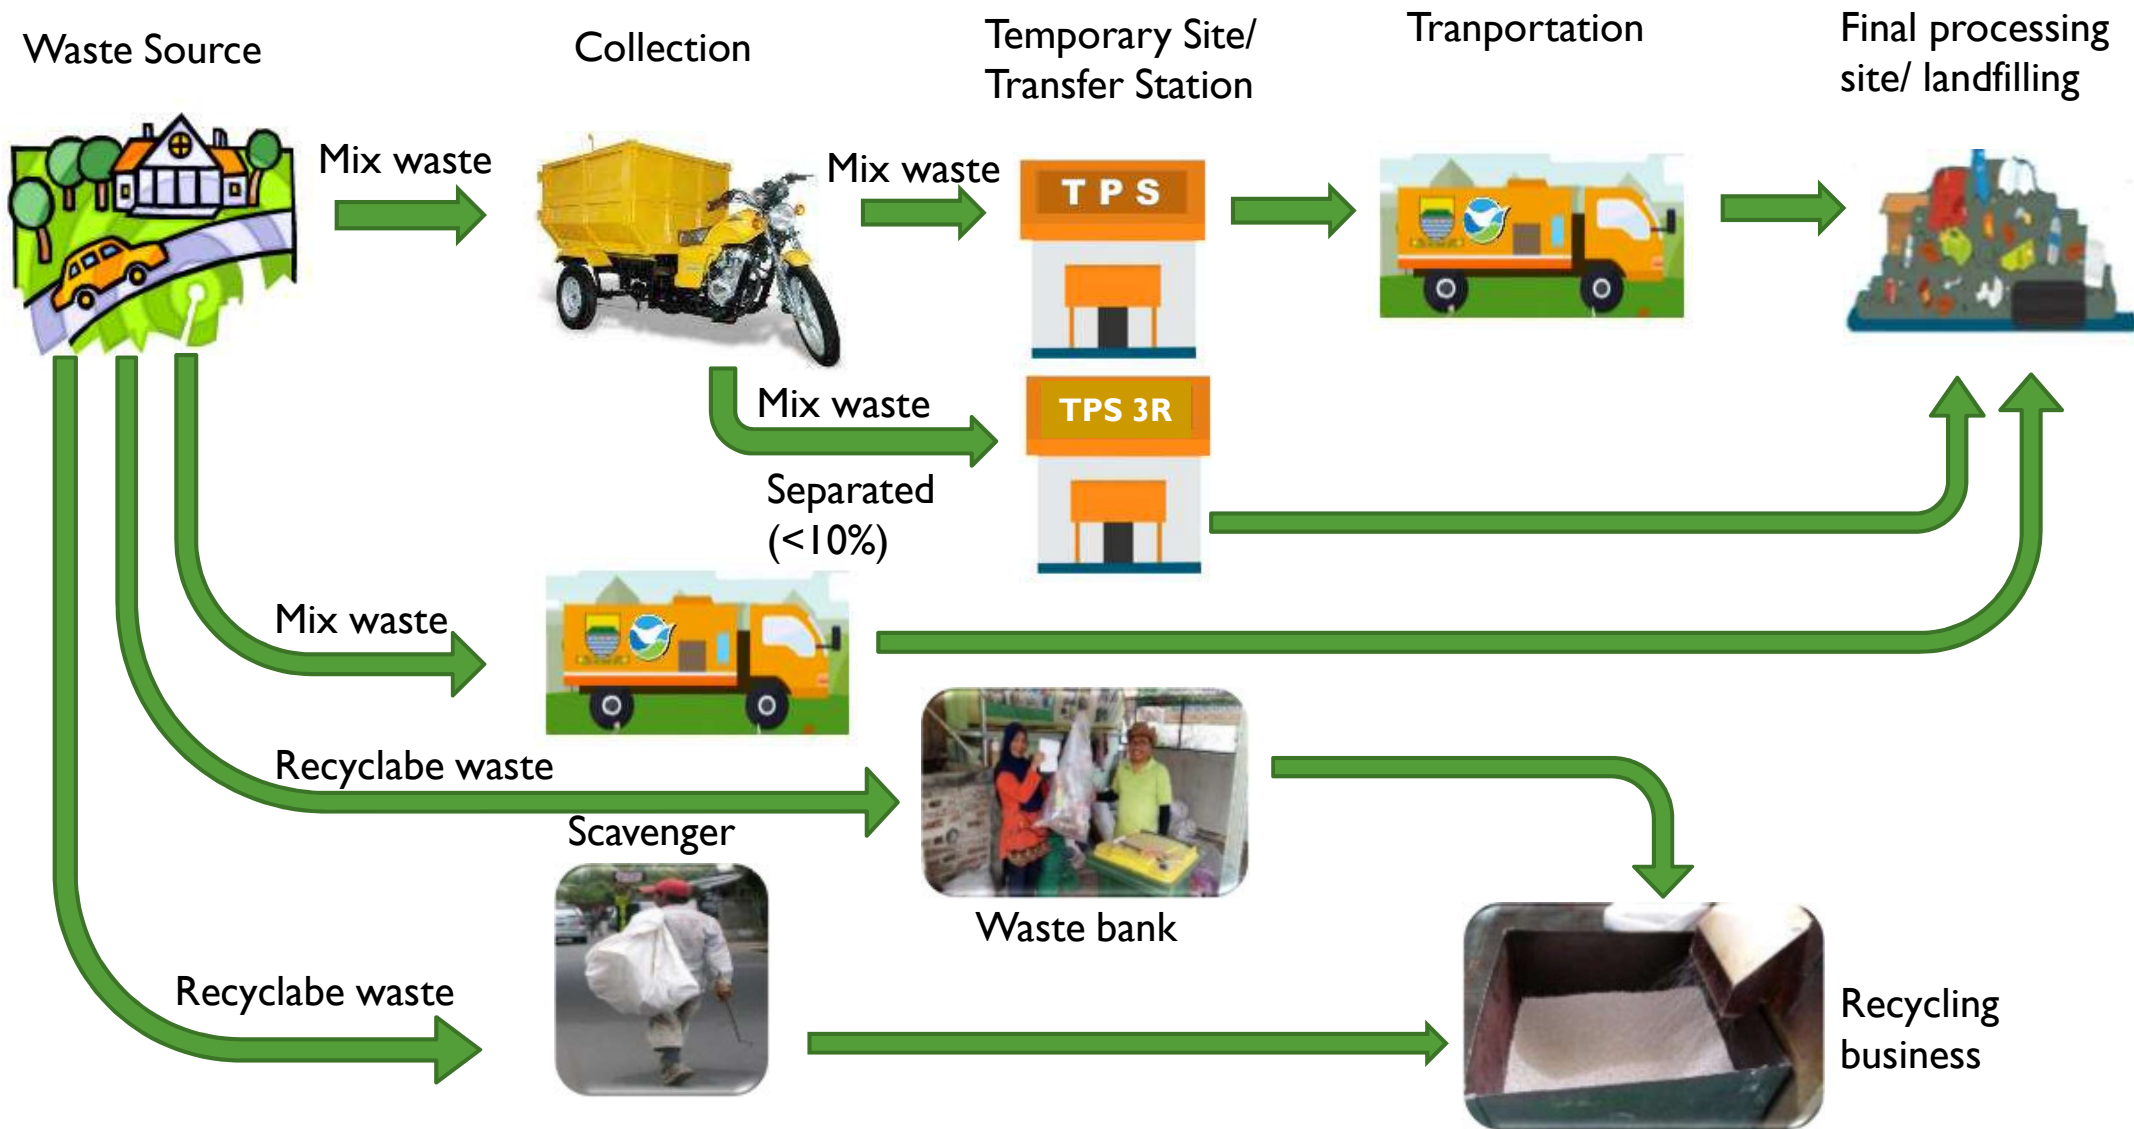 Waste Source
Collection
Temporary Site/
Transfer Station
Tranportation
Final processing
site/ landfilling
Mix waste
Mix waste
T P S
Mix waste
TPS 3R
Separated
(<10%)
Mix waste
Recyclabe waste
Scavenger
Waste bank
Recyclabe waste
Recycling
business